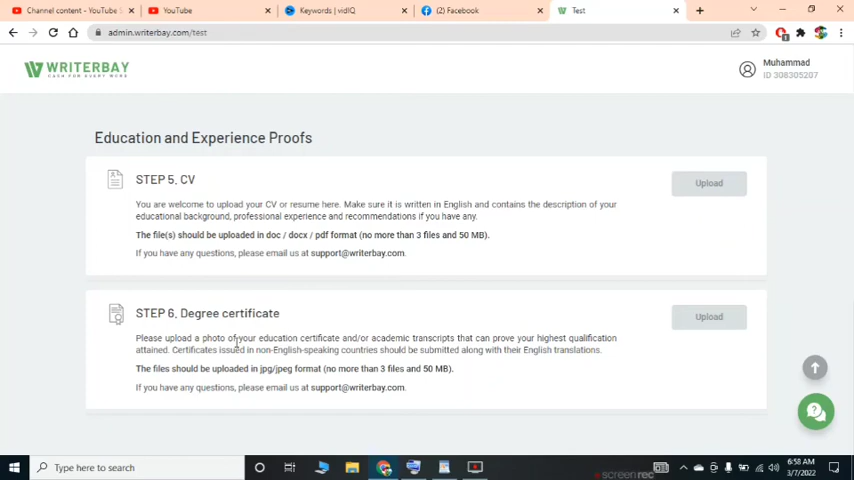 Channel content - YouTube S
YouTube
Keywords | vidIQ
(2) Facebook
Test
admin.writerbay.com/test
WRITERBAY
CASH FOR EVERY WORD
Muhammad
ID 308305207
Education and Experience Proofs
STEP 5. CV
Upload
You are welcome to upload your CV or resume here. Make sure it is written in English and contains the description of your
educational background, professional experience and recommendations if you have any.
The file(s) should be uploaded in doc / docx / pdf format (no more than 3 files and 50 MB).
If you have any questions, please email us at support@writerbay.com.
STEP 6. Degree certificate
Upload
Please upload a photo of your education certificate and/or academic transcripts that can prove your highest qualification
attained. Certificates issued in non-English-speaking countries should be submitted along with their English translations.
The files should be uploaded in jpg/jpeg format (no more than 3 files and 50 MB).
If you have any questions, please email us at support@writerbay.com.
Type here to search
screenrec
6:58 AM
3/7/2022